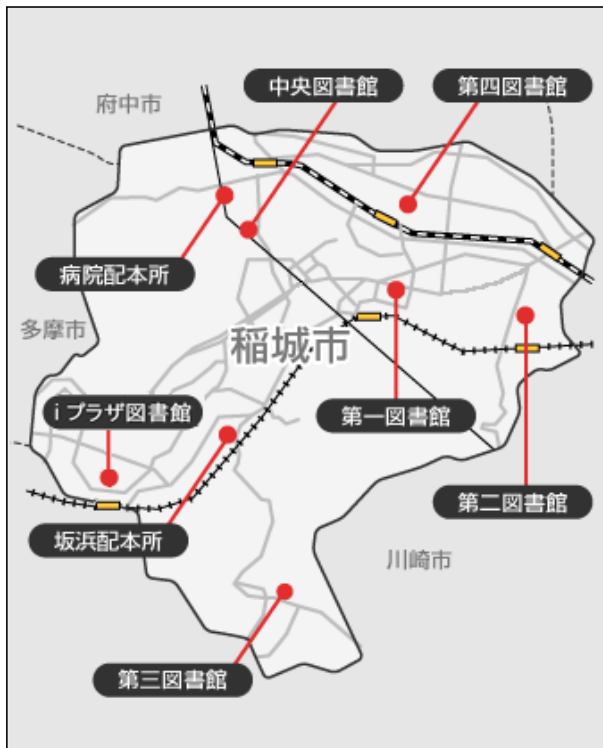 中央図書館
第四図書館
府中市
病院配本所
多摩市
稲城市
iプラザ図書館
第一図書館
第二図書館
坂浜配本所
川崎市
第三図書館